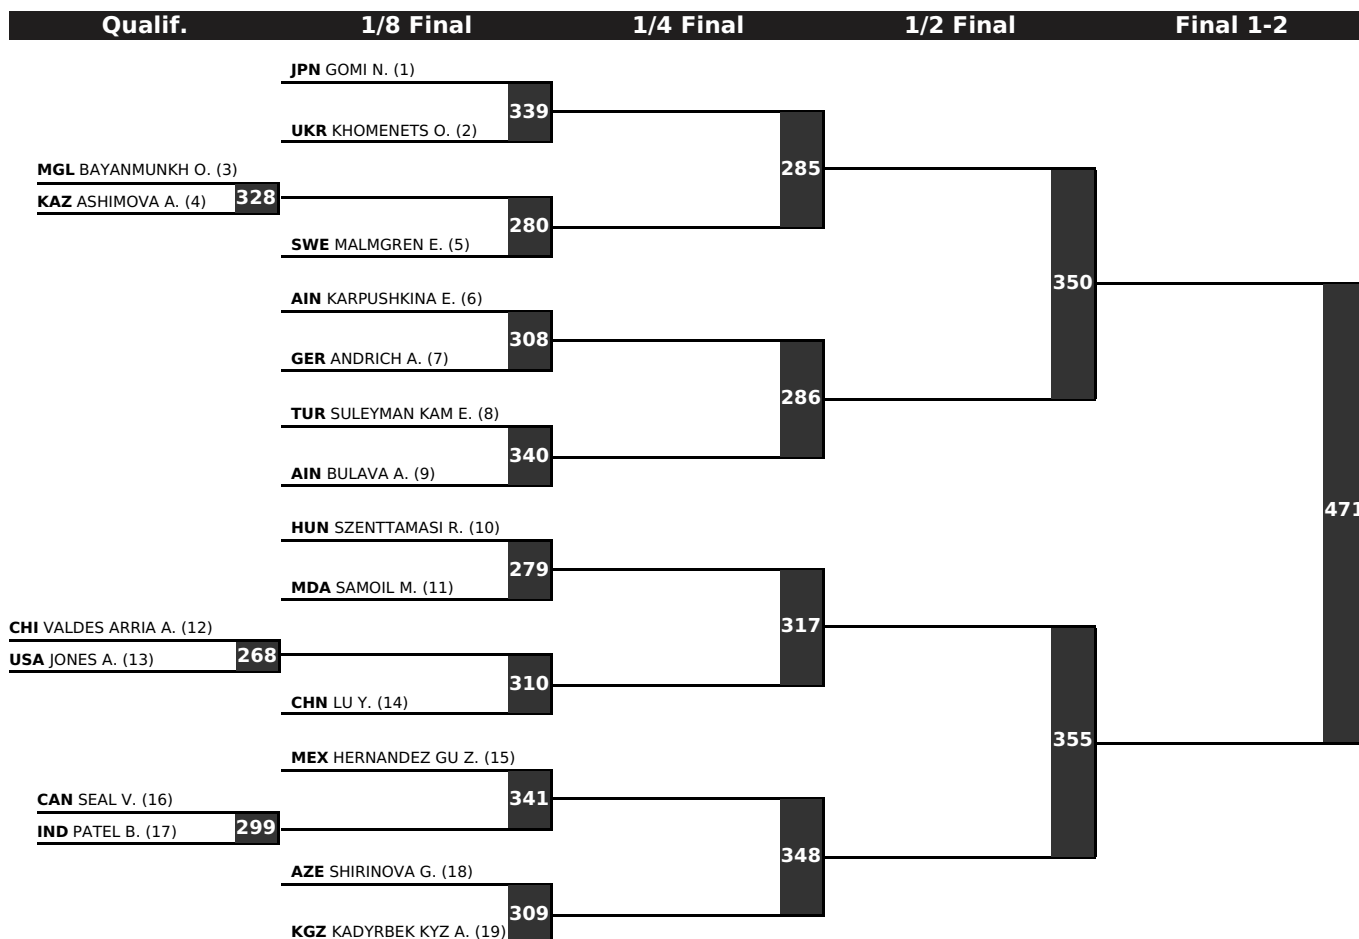 Qualif. 1/8 Final 1/4 Final 1/2 Final Final 1-2
JPN GOMI N. (1)
339
UKR KHOMENETS O. (2)
MGL BAYANMUNKH O. (3)
285
KAZ ASHIMOVA A. (4) 328
280
SWE MALMGREN E. (5)
350
AIN KARPUSHKINA E. (6)
308
GER ANDRICH A. (7)
286
TUR SULEYMAN KAM E. (8)
340
AIN BULAVA A. (9)
471
HUN SZENTTAMASI R. (10)
279
MDA SAMOIL M. (11)
CHI VALDES ARRIA A. (12)
317
USA JONES A. (13) 268
310
CHN LU Y. (14)
355
MEX HERNANDEZ GU Z. (15)
341
CAN SEAL V. (16)
IND PATEL B. (17) 299
348
AZE SHIRINOVA G. (18)
309
KGZ KADYRBEK KYZ A. (19)